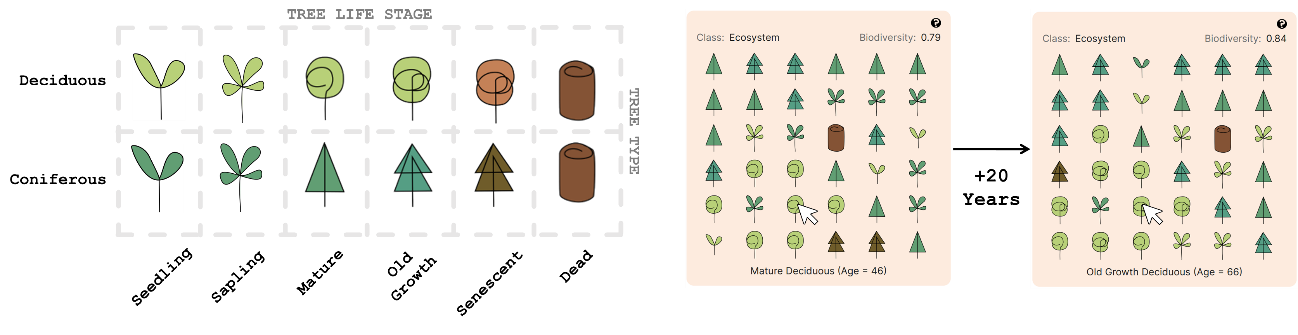 TREE LIFE STAGE
Deciduous
Coniferous
TREE TYPE
Seedling
Sapling
Mature
Old
Growth
Senescent
Dead
?
Class: Ecosystem Biodiversity: 0.79
Mature Deciduous (Age = 46)
+20
Years
?
Class: Ecosystem Biodiversity: 0.84
Old Growth Deciduous (Age = 66)